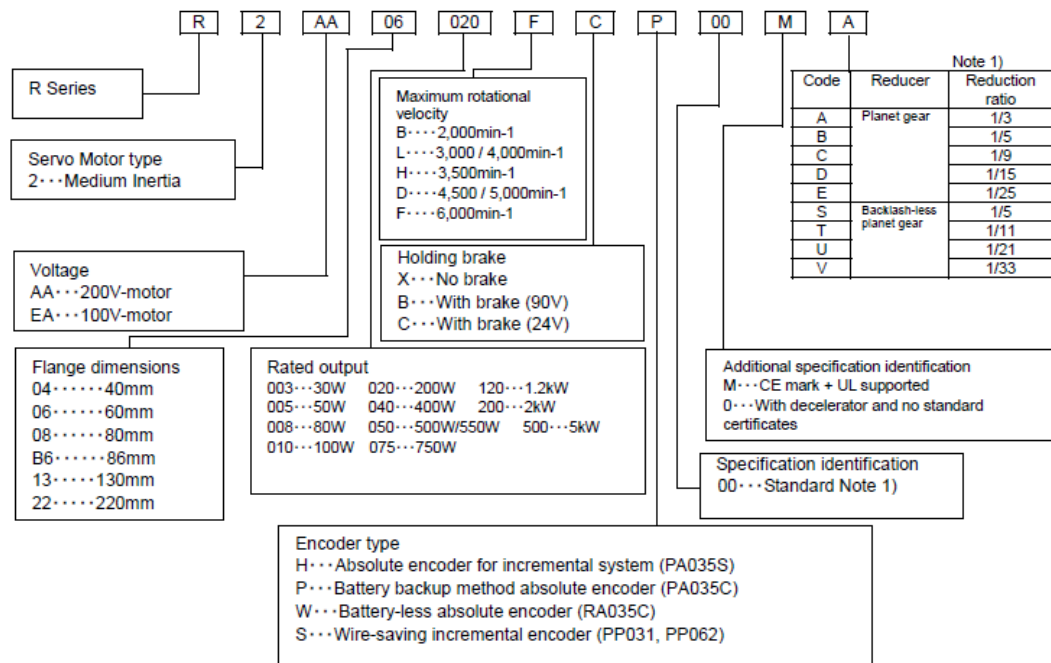 R 2 AA 06 020 F C P 00 M A
R Series
Servo Motor type
2···Medium Inertia
Voltage
AA···200V-motor
EA···100V-motor
Flange dimensions
04······40mm
06······60mm
08······80mm
B6······86mm
13·····130mm
22·····220mm
Maximum rotational
velocity
B····2,000min-1
L····3,000 / 4,000min-1
H····3,500min-1
D····4,500 / 5,000min-1
F····6,000min-1
Holding brake
X···No brake
B···With brake (90V)
C···With brake (24V)
Rated output
003···30W 020···200W 120···1.2kW
005···50W 040···400W 200···2kW
008···80W 050···500W/550W 500···5kW
010···100W 075···750W
Note 1)
Code Reducer Reduction
ratio
A Planet gear 1/3
B 1/5
C 1/9
D 1/15
E 1/25
S Backlash-less 1/5
planet gear
T 1/11
U 1/21
V 1/33
Additional specification identification
M···CE mark + UL supported
0···With decelerator and no standard
certificates
Specification identification
00···Standard Note 1)
Encoder type
H···Absolute encoder for incremental system (PA035S)
P···Battery backup method absolute encoder (PA035C)
W···Battery-less absolute encoder (RA035C)
S···Wire-saving incremental encoder (PP031, PP062)